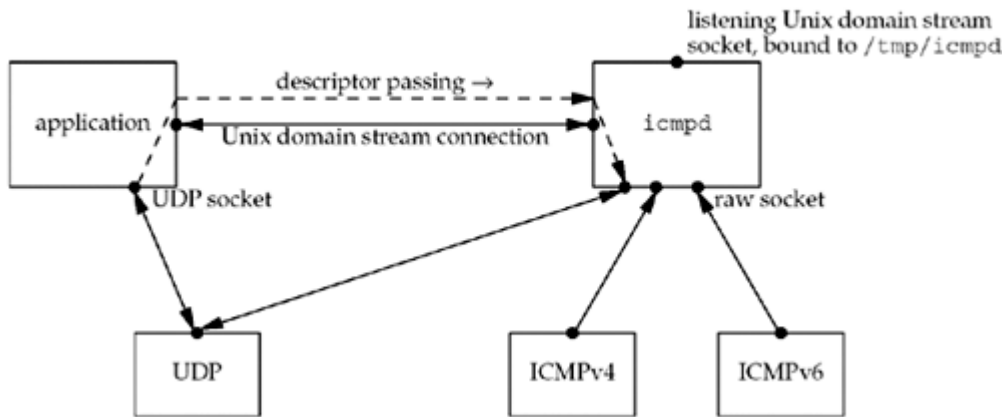 listening Unix domain stream
socket, bound to /tmp/icmpd
descriptor passing →
application
icmpd
Unix domain stream connection
UDP socket
raw socket
UDP
ICMPv4
ICMPv6